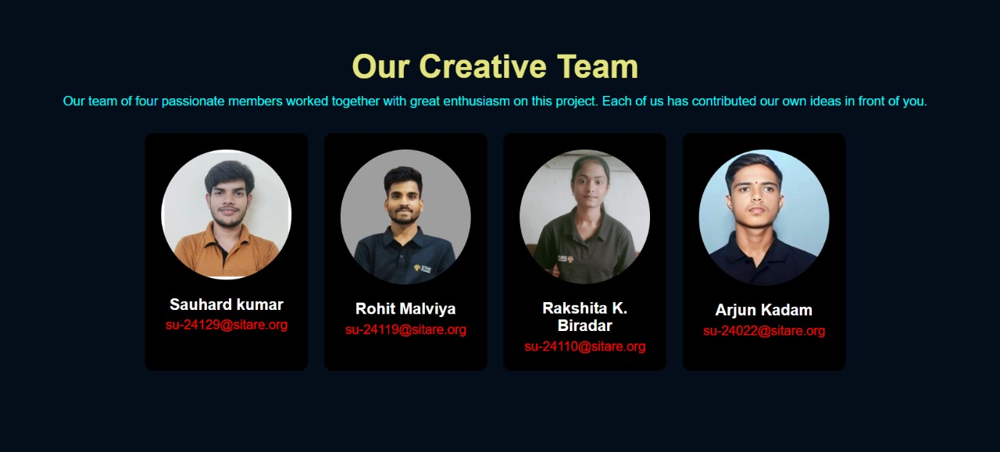 Our Creative Team
Our team of four passionate members worked together with great enthusiasm on this project. Each of us has contributed our own ideas in front of you.
Sauhard kumar
su-24129@sitare.org
Rohit Malviya
su-24119@sitare.org
Rakshita K.
Biradar
su-24110@sitare.org
Arjun Kadam
su-24022@sitare.org